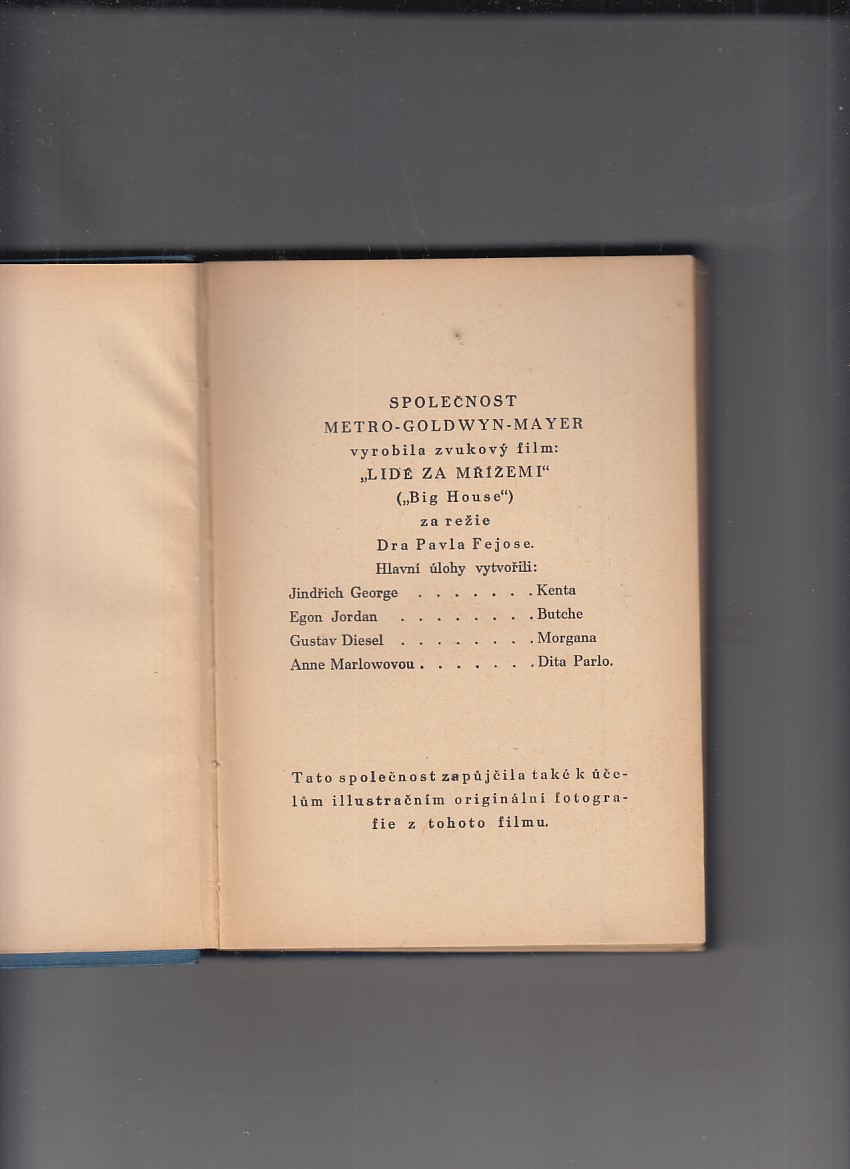 SPOLEČNOST
METRO-GOLDWYN-MAYER
vyrobila zvukový film:
„LIDÉ ZA MŘÍŽEMI“
(„Big House“)
za režie
Dra Pavla Fejose.
Hlavní úlohy vytvořili:
Jindřich George . . . . . . . Kenta
Egon Jordan . . . . . . . . Butche
Gustav Diesel . . . . . . . . Morgana
Anne Marlowovou . . . . . . . Dita Parlo.
Tato společnost zapůjčila také k úče-
lům illustračním originální fotogra-
fie z tohoto filmu.